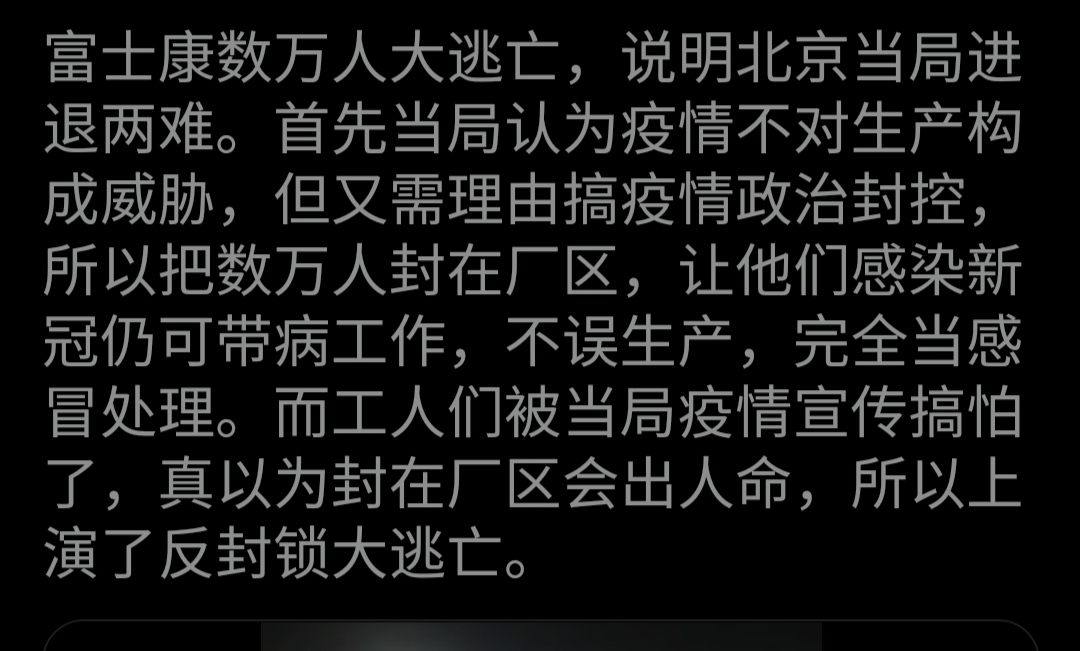 富士康数万人大逃亡，说明北京当局进
退两难。首先当局认为疫情不对生产构
成威胁，但又需理由搞疫情政治封控，
所以把数万人封在厂区，让他们感染新
冠仍可带病工作，不误生产，完全当感
冒处理。而工人们被当局疫情宣传搞怕
了，真以为封在厂区会出人命，所以上
演了反封锁大逃亡。